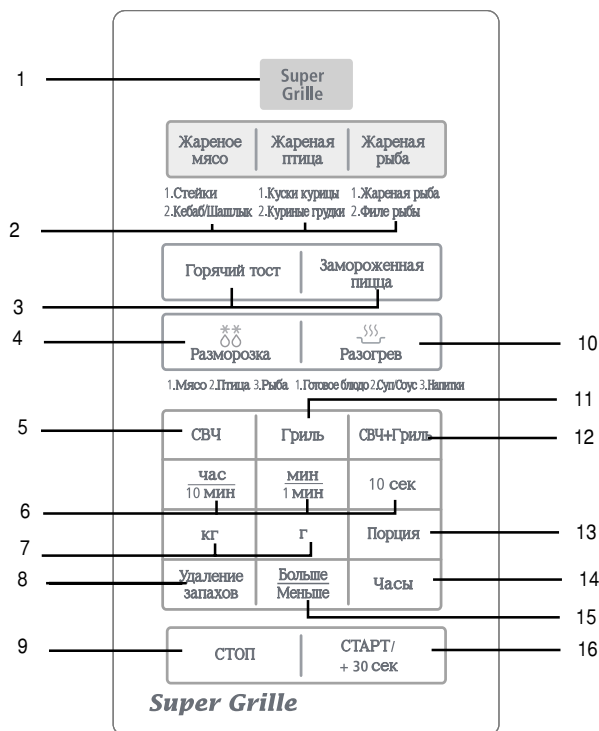 1
Super
Grille
Жареное мясо
Жареная птица
Жареная рыба
1.Стейки
2.Кебаб/Шашлык
1.Куски курицы
2.Куриные грудки
1.Жареная рыба
2.Филе рыбы
2
Горячий тост
Замороженная пицца
3
4
Разморозка
Разогрев
10
1.Мясо 2.Птица 3.Рыба
1.Готовое блюдо 2.Суп/Соус 3.Напитки
11
5
СВЧ
Гриль
СВЧ+Гриль
12
час
10 мин
мин
1 мин
10 сек
6
кг
г
Порция
13
7
8
Удаление запахов
Больше
Меньше
Часы
14
15
9
СТОП
СТАРТ/
+ 30 сек
16
Super Grille